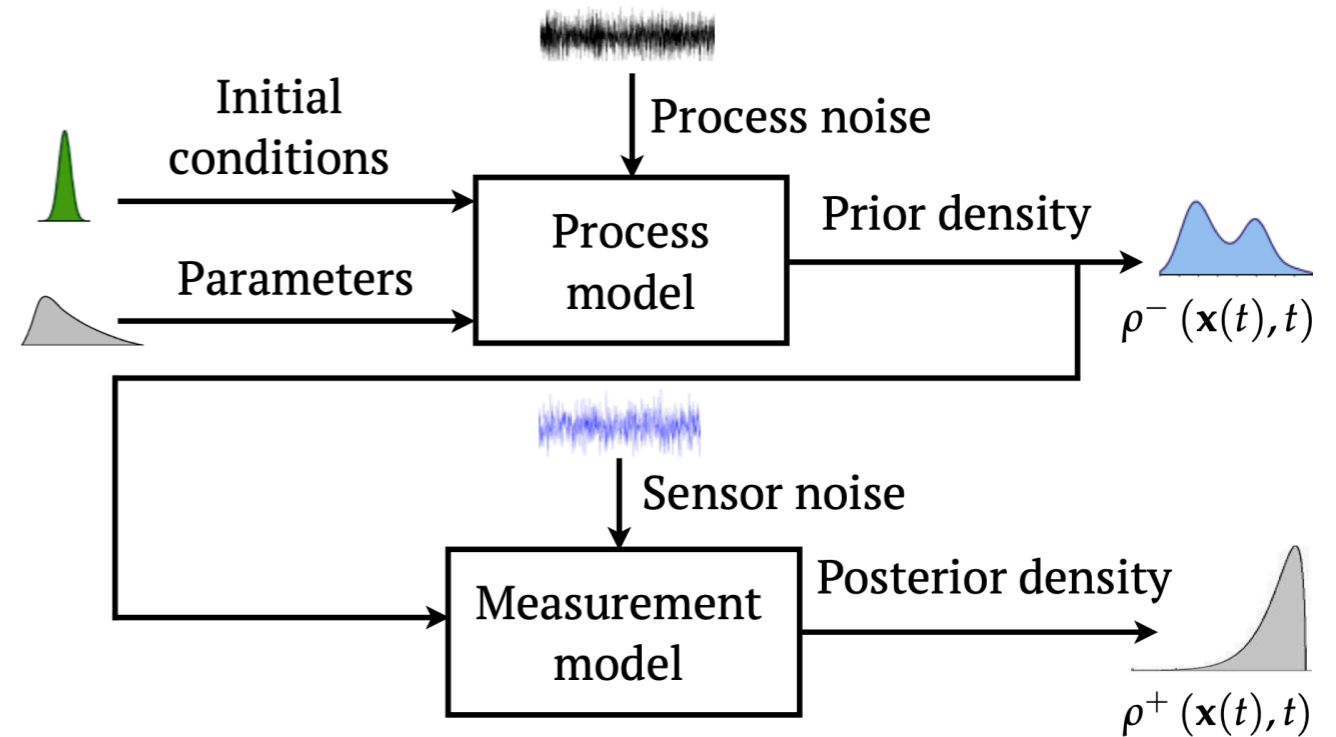 Initial
conditions
Process noise
Process
model
Prior density
Parameters
ρ⁻ (x(t), t)
Sensor noise
Measurement
model
Posterior density
ρ⁺ (x(t), t)